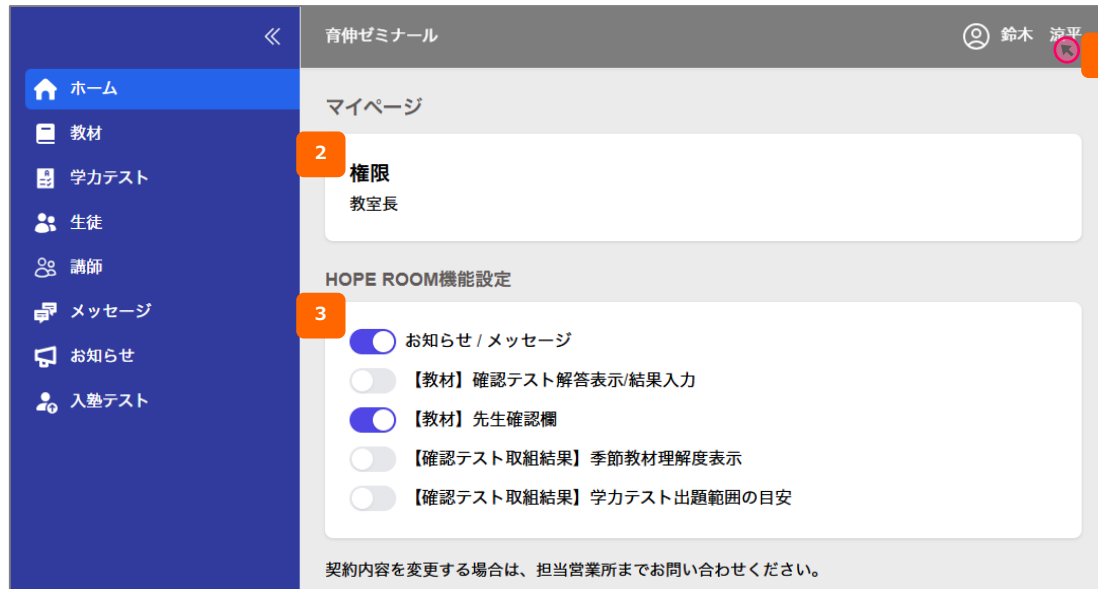 育伸ゼミナール
鈴木 涼平
ホーム
教材
学力テスト
生徒
講師
メッセージ
お知らせ
入塾テスト
マイページ
2
権限
教室長
HOPE ROOM機能設定
3
お知らせ / メッセージ
【教材】確認テスト解答表示/結果入力
【教材】先生確認欄
【確認テスト取組結果】季節教材理解度表示
【確認テスト取組結果】学力テスト出題範囲の目安
契約内容を変更する場合は、担当営業所までお問い合わせください。